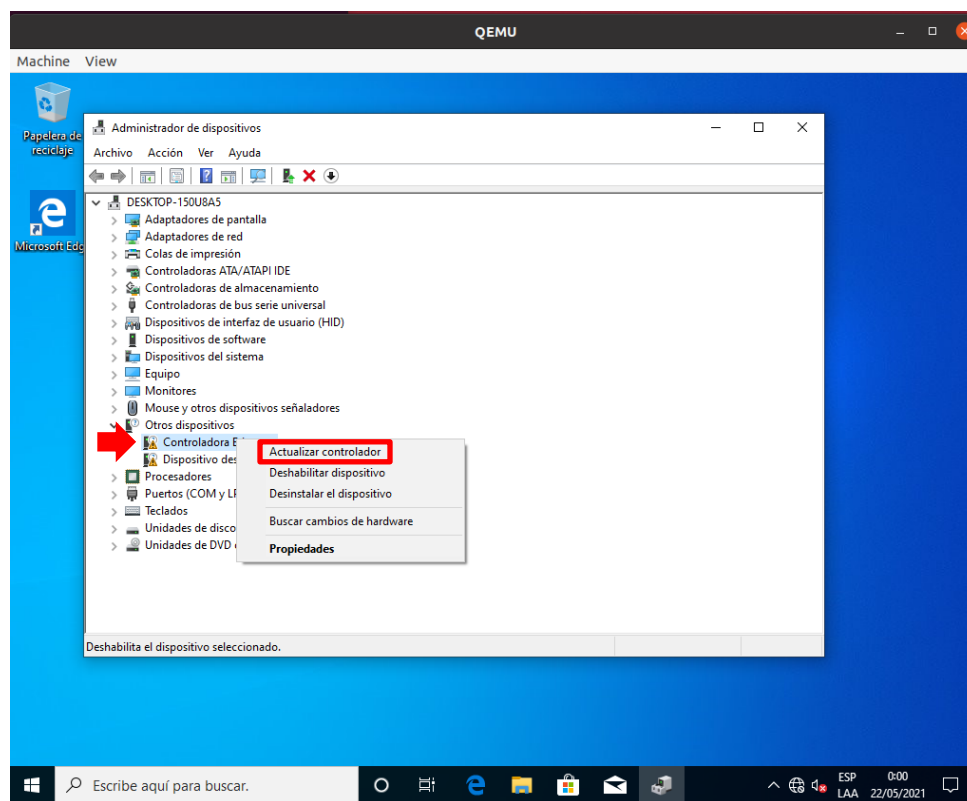 QEMU
Machine View
Papelera de
reciclaje
Microsoft Edg
Administrador de dispositivos
Archivo Acción Ver Ayuda
DESKTOP-150U8A5
Adaptadores de pantalla
Adaptadores de red
Colas de impresión
Controladoras ATA/ATAPI IDE
Controladoras de almacenamiento
Controladoras de bus serie universal
Dispositivos de interfaz de usuario (HID)
Dispositivos de software
Dispositivos del sistema
Equipo
Monitores
Mouse y otros dispositivos señaladores
Otros dispositivos
Controladora E
Dispositivo des
Procesadores
Puertos (COM y LP
Teclados
Unidades de disco
Unidades de DVD
Actualizar controlador
Deshabilitar dispositivo
Desinstalar el dispositivo
Buscar cambios de hardware
Propiedades
Deshabilita el dispositivo seleccionado.
Escribe aquí para buscar.
ESP 0:00
LAA 22/05/2021